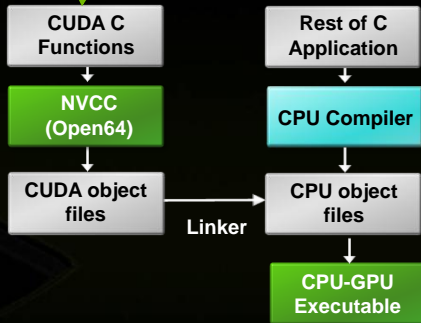 CUDA C
Functions
Rest of C
Application
NVCC
(Open64)
CPU Compiler
CUDA object
files
Linker
CPU object
files
CPU-GPU
Executable